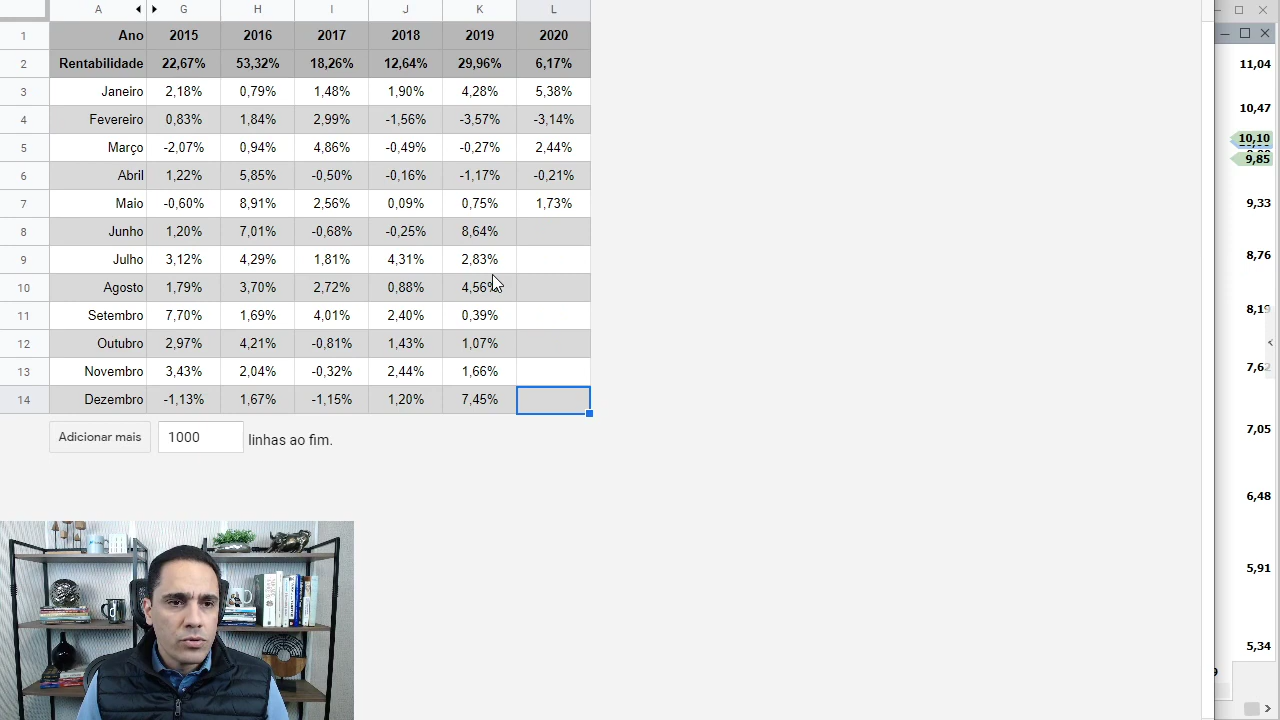 A G H I J K L
1 Ano 2015 2016 2017 2018 2019 2020
2 Rentabilidade 22,67% 53,32% 18,26% 12,64% 29,96% 6,17%
3 Janeiro 2,18% 0,79% 1,48% 1,90% 4,28% 5,38%
4 Fevereiro 0,83% 1,84% 2,99% -1,56% -3,57% -3,14%
5 Março -2,07% 0,94% 4,86% -0,49% -0,27% 2,44%
6 Abril 1,22% 5,85% -0,50% -0,16% -1,17% -0,21%
7 Maio -0,60% 8,91% 2,56% 0,09% 0,75% 1,73%
8 Junho 1,20% 7,01% -0,68% -0,25% 8,64%
9 Julho 3,12% 4,29% 1,81% 4,31% 2,83%
10 Agosto 1,79% 3,70% 2,72% 0,88% 4,56%
11 Setembro 7,70% 1,69% 4,01% 2,40% 0,39%
12 Outubro 2,97% 4,21% -0,81% 1,43% 1,07%
13 Novembro 3,43% 2,04% -0,32% 2,44% 1,66%
14 Dezembro -1,13% 1,67% -1,15% 1,20% 7,45%
Adicionar mais 1000 linhas ao fim.
11,04
10,47
10,10
9,85
9,33
8,76
8,19
7,62
7,05
6,48
5,91
5,34